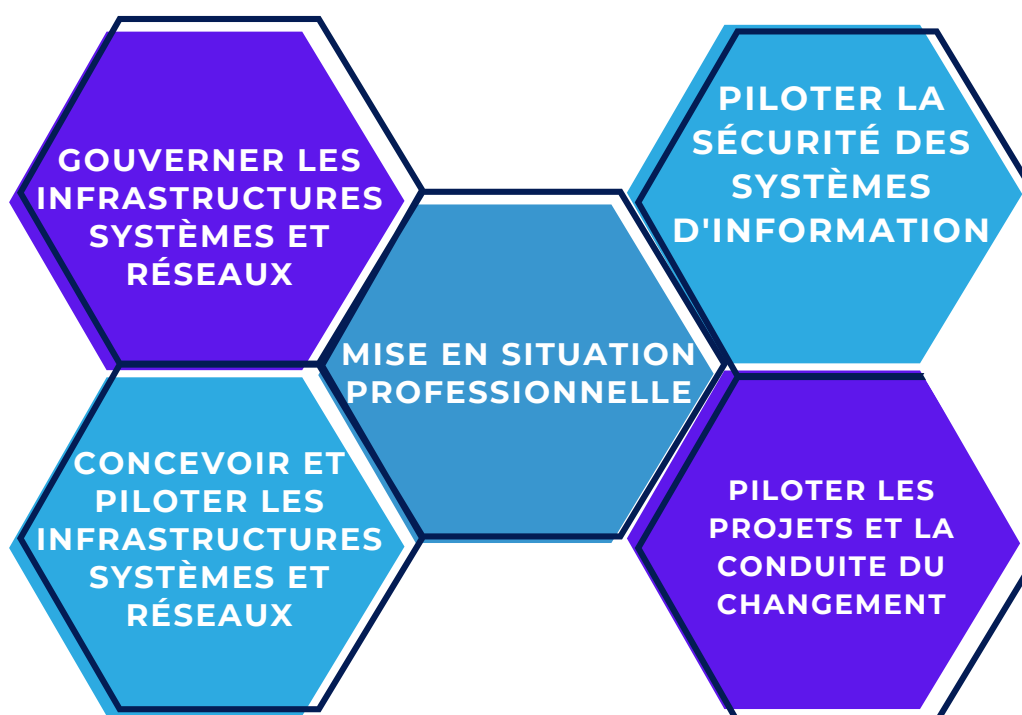 GOUVERNER LES
INFRASTRUCTURES
SYSTÈMES ET
RÉSEAUX
PILOTER LA
SÉCURITÉ DES
SYSTÈMES
D'INFORMATION
MISE EN SITUATION
PROFESSIONNELLE
CONCEVOIR ET
PILOTER LES
INFRASTRUCTURES
SYSTÈMES ET
RÉSEAUX
PILOTER LES
PROJETS ET LA
CONDUITE DU
CHANGEMENT